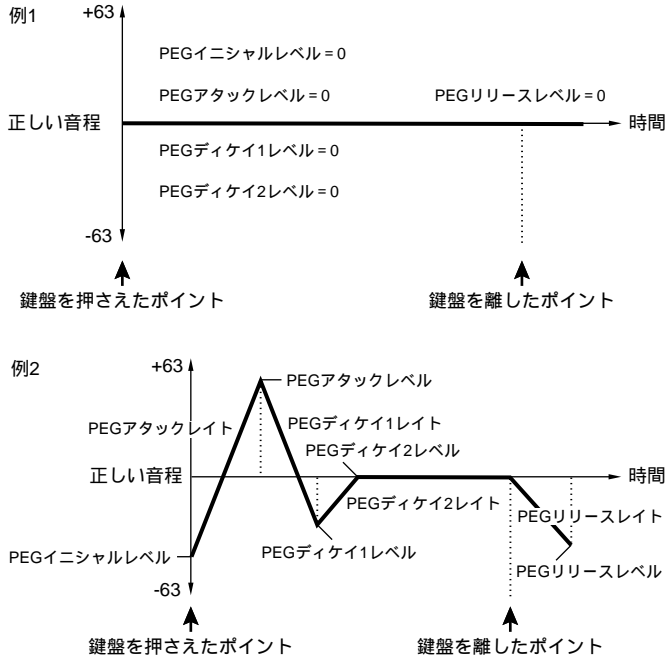 例1
+63
PEGイニシャルレベル = 0
PEGアタックレベル = 0
PEGリリースレベル = 0
正しい音程
時間
PEGディケイ1レベル = 0
PEGディケイ2レベル = 0
-63
鍵盤を押さえたポイント
鍵盤を離したポイント
例2
+63
PEGアタックレベル
PEGアタックレイト
PEGディケイ1レイト
PEGディケイ2レベル
正しい音程
時間
PEGディケイ2レイト
PEGリリースレイト
PEGイニシャルレベル
PEGディケイ1レベル
PEGリリースレベル
-63
鍵盤を押さえたポイント
鍵盤を離したポイント